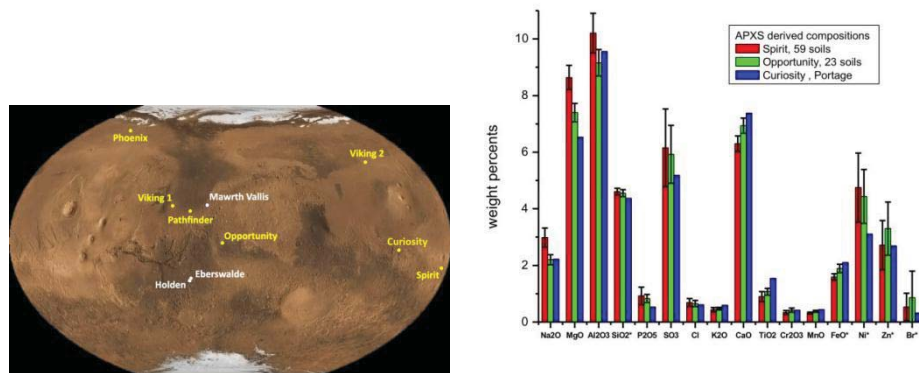 Phoenix
Viking 2
Viking 1
Mawrth Vallis
Pathfinder
Opportunity
Curiosity
Spirit
Eberswalde
Holden
APXS derived compositions
Spirit, 59 soils
Opportunity, 23 soils
Curiosity , Portage
weight percents
10
8
6
4
2
0
Na2O MgO Al2O3 SiO2* P2O5 SO3 Cl K2O CaO TiO2 Cr2O3 MnO FeO* Ni* Zn* Br*